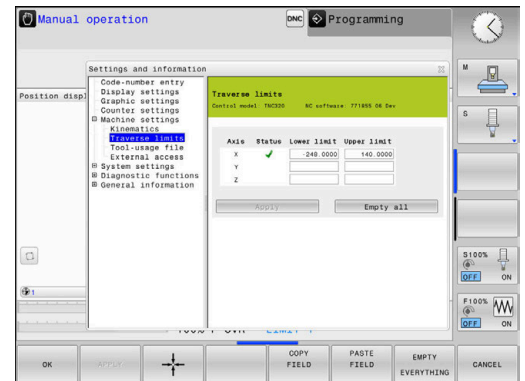 Manual operation
DNC
Programming
Settings and information
Position disp
Code-number entry
Display settings
Graphic settings
Counter settings
Machine settings
Kinematics
Traverse limits
Tool-usage file
External access
System settings
Diagnostic functions
General information
Traverse limits
Control model: TNC320 NC software: 771855 06 Dev
Axis Status Lower limit Upper limit
X -240.0000 140.0000
Y
Z
Apply Empty all
M
S
S100%
OFF ON
F100%
OFF ON
1
OK
APPLY
COPY FIELD
PASTE FIELD
EMPTY EVERYTHING
CANCEL